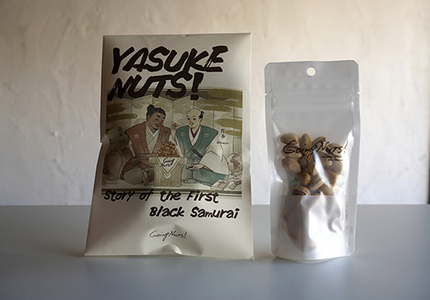 YASUKE
NUTS!
Story of the First
Black Samurai
Going Nuts!
Going Nuts!